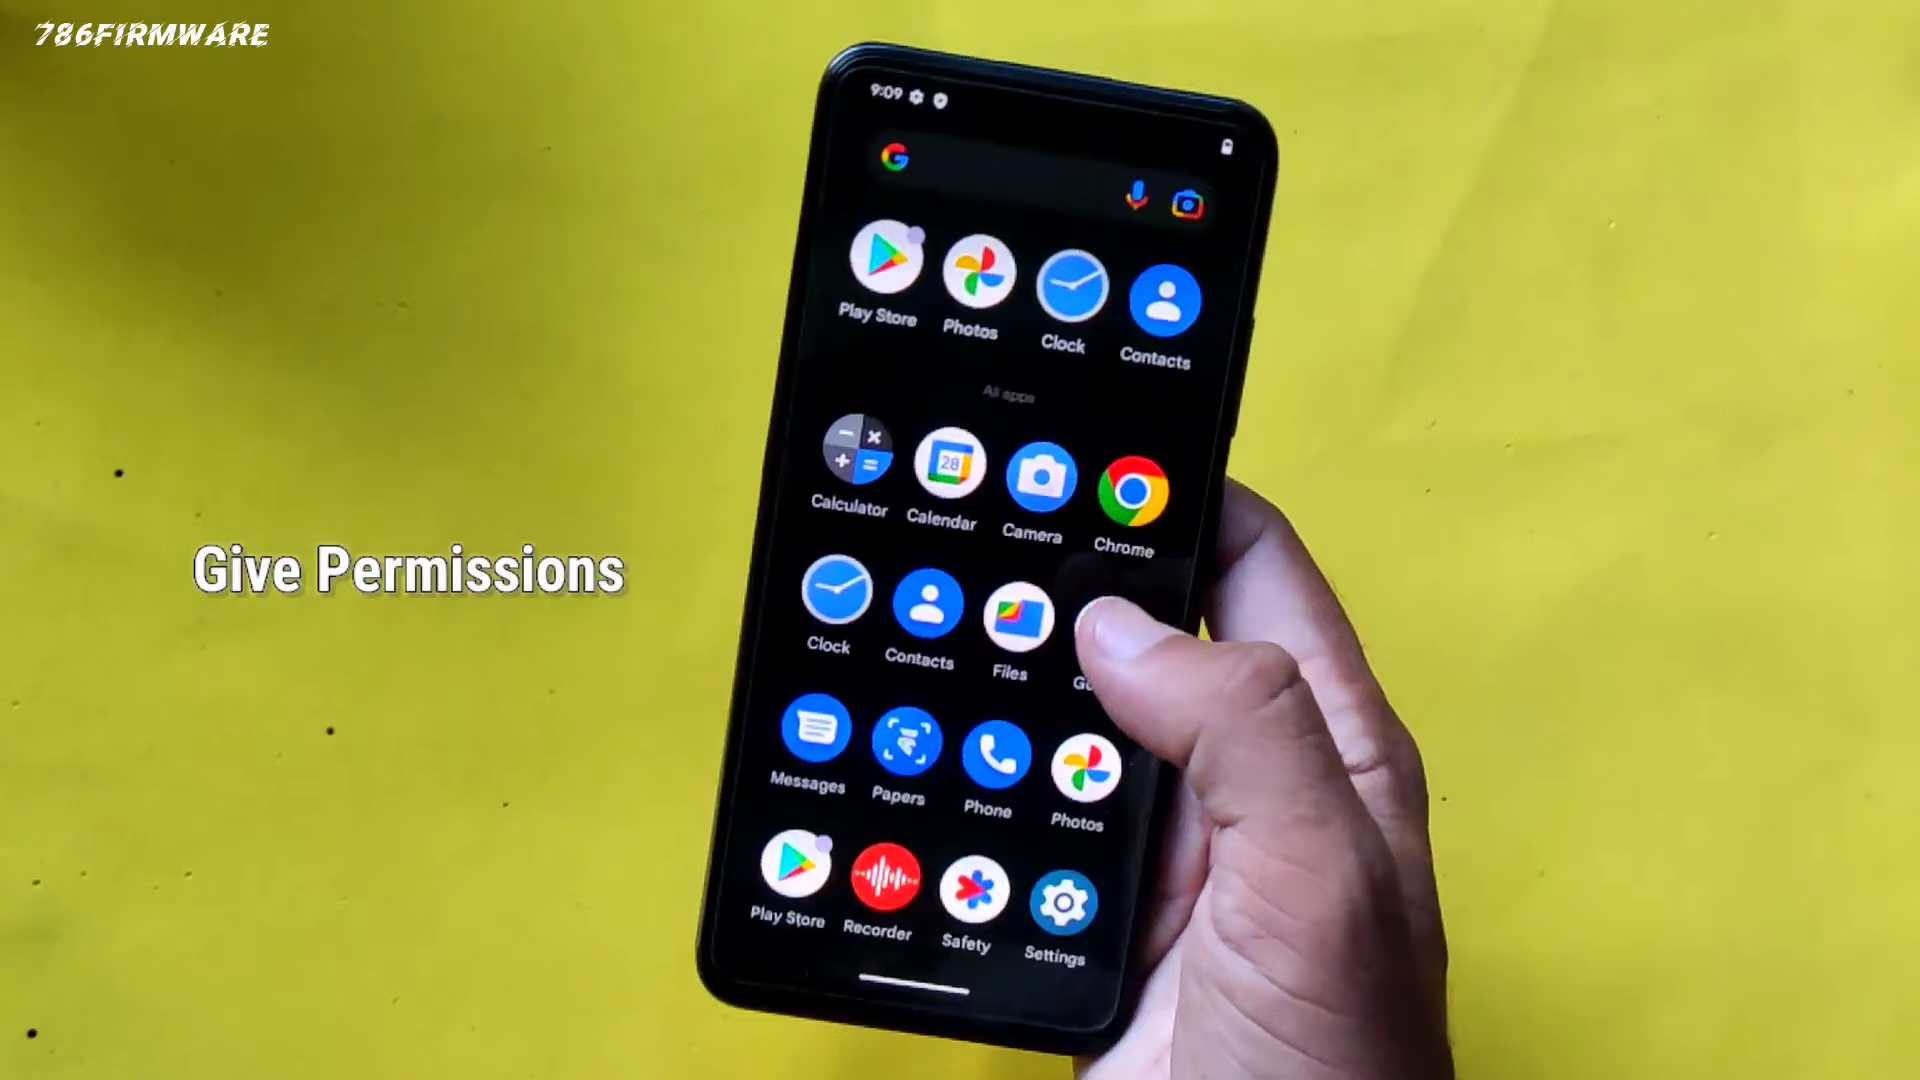 786FIRMWARE
9:09
Play Store
Photos
Clock
Contacts
All apps
Calculator
28
Calendar
Camera
Chrome
Clock
Contacts
Files
Messages
Papers
Phone
Photos
Play Store
Recorder
Safety
Settings
Give Permissions